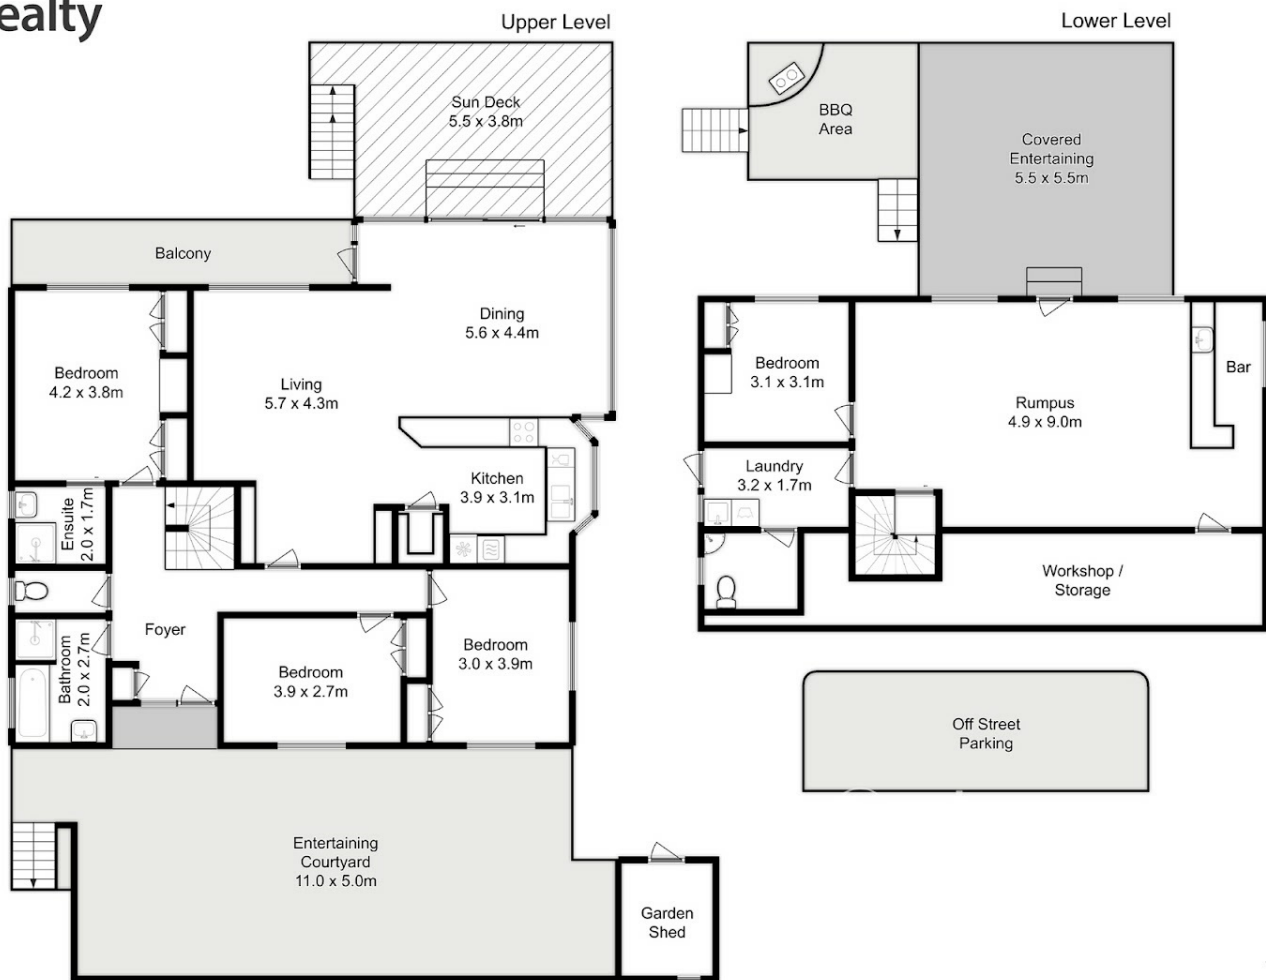 ealty
Upper Level
Sun Deck
5.5 x 3.8m
Balcony
Dining
5.6 x 4.4m
Bedroom
4.2 x 3.8m
Living
5.7 x 4.3m
Kitchen
3.9 x 3.1m
Ensuite
2.0 x 1.7m
Foyer
Bathroom
2.0 x 2.7m
Bedroom
3.9 x 2.7m
Bedroom
3.0 x 3.9m
Entertaining
Courtyard
11.0 x 5.0m
Garden
Shed
Lower Level
BBQ
Area
Covered
Entertaining
5.5 x 5.5m
Bedroom
3.1 x 3.1m
Rumpus
4.9 x 9.0m
Bar
Laundry
3.2 x 1.7m
Workshop /
Storage
Off Street
Parking